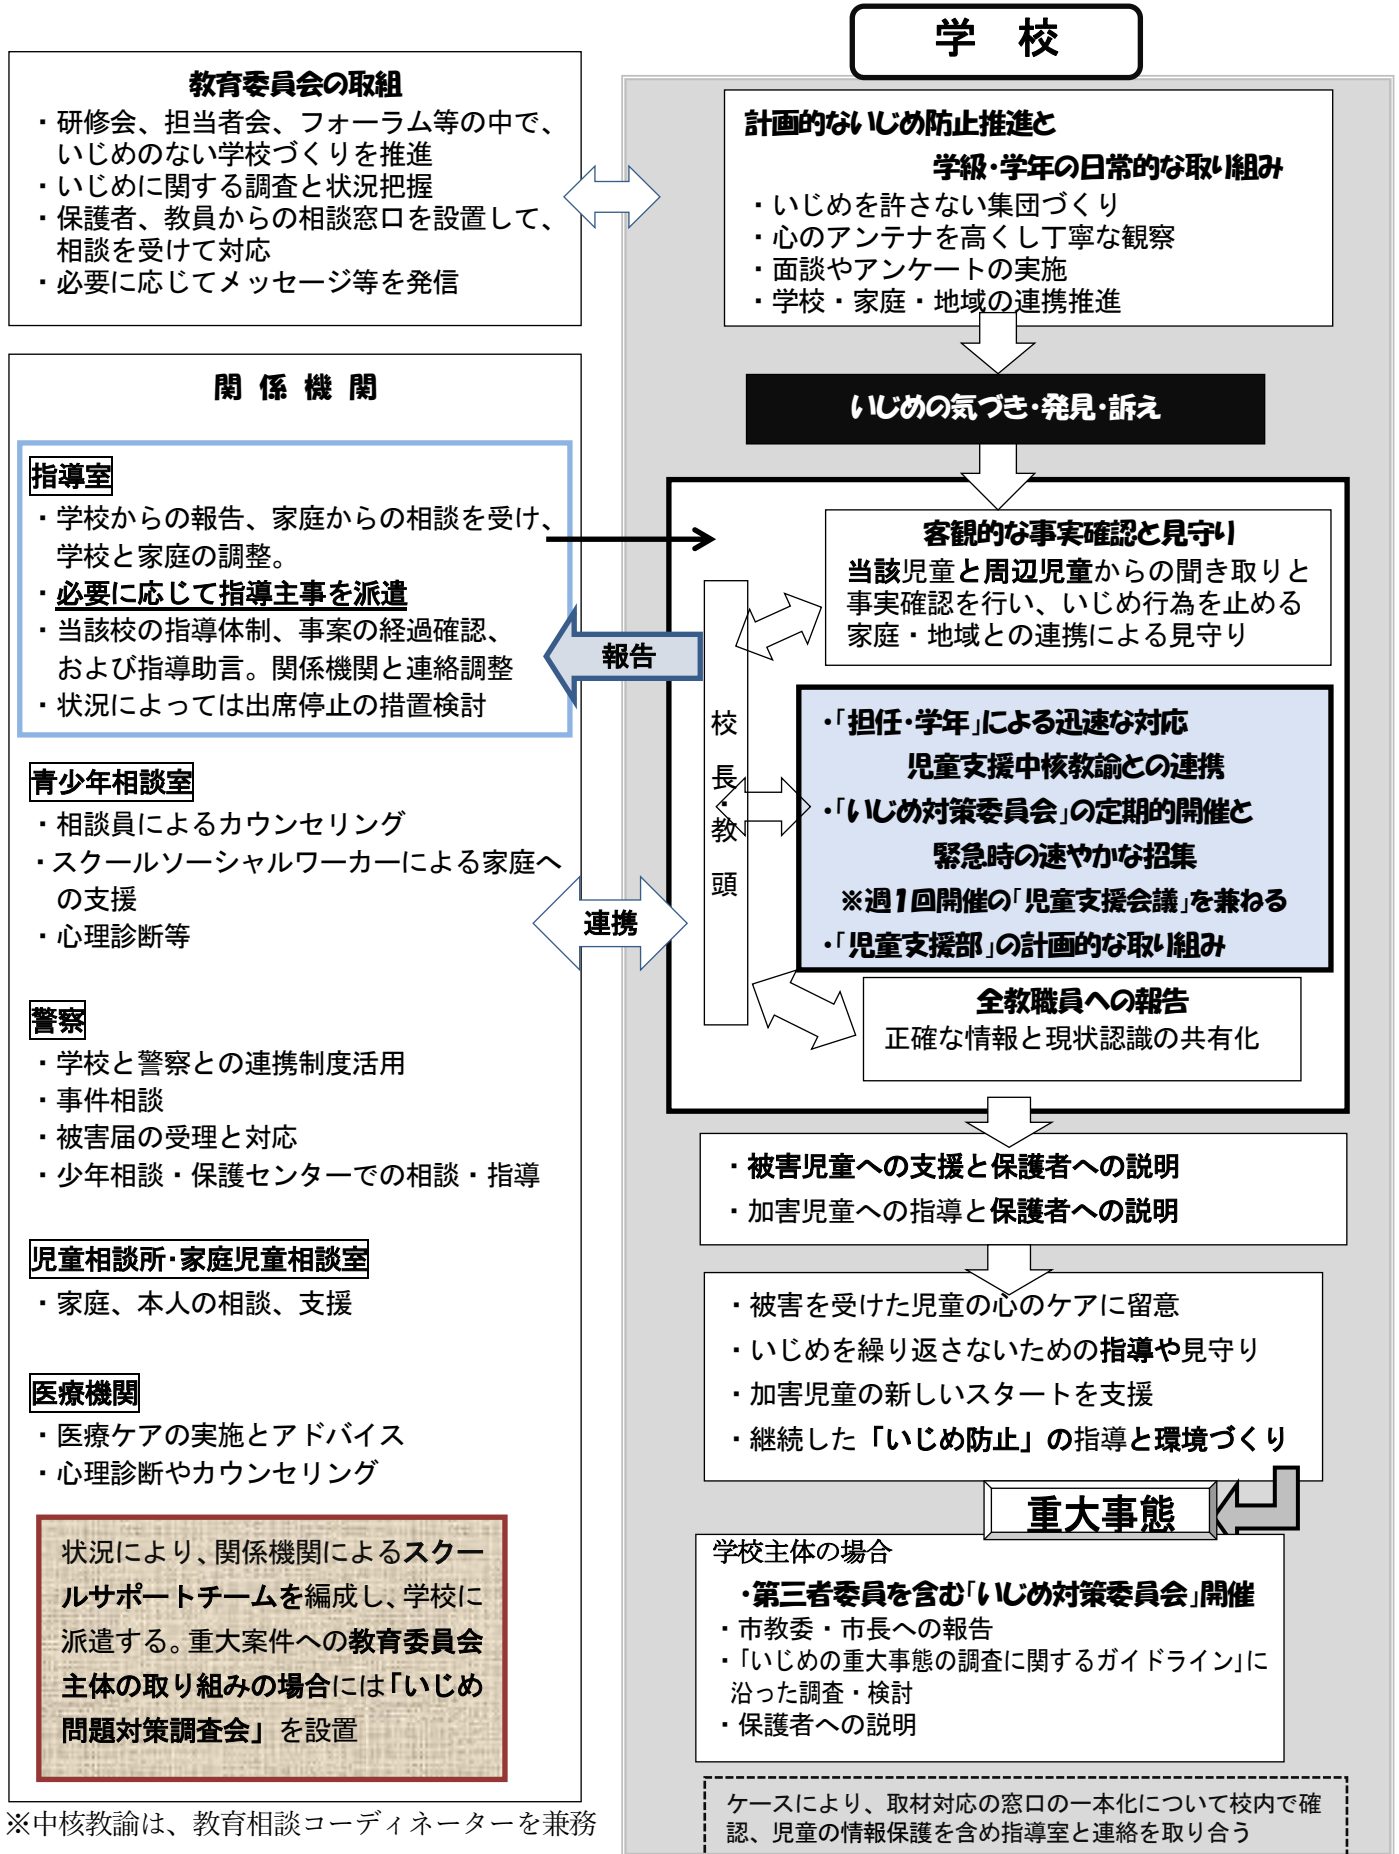 学　校
教育委員会の取組
・研修会、担当者会、フォーラム等の中で、
いじめのない学校づくりを推進
・いじめに関する調査と状況把握
・保護者、教員からの相談窓口を設置して、
相談を受けて対応
・必要に応じてメッセージ等を発信
計画的ないじめ防止推進と
学級・学年の日常的な取り組み
・いじめを許さない集団づくり
・心のアンテナを高くし丁寧な観察
・面談やアンケートの実施
・学校・家庭・地域の連携推進
いじめの気づき・発見・訴え
関 係 機 関
指導室
・学校からの報告、家庭からの相談を受け、
学校と家庭の調整。
・必要に応じて指導主事を派遣
・当該校の指導体制、事案の経過確認、
および指導助言。関係機関と連絡調整
・状況によっては出席停止の措置検討
青少年相談室
・相談員によるカウンセリング
・スクールソーシャルワーカーによる家庭へ
の支援
・心理診断等
警察
・学校と警察との連携制度活用
・事件相談
・被害届の受理と対応
・少年相談・保護センターでの相談・指導
児童相談所・家庭児童相談室
・家庭、本人の相談、支援
医療機関
・医療ケアの実施とアドバイス
・心理診断やカウンセリング
状況により、関係機関によるスクー
ルサポートチームを編成し、学校に
派遣する。重大案件への教育委員会
主体の取り組みの場合には「いじめ
問題対策調査会」を設置
※中核教諭は、教育相談コーディネーターを兼務
報告
連携
校長・教頭
客観的な事実確認と見守り
当該児童と周辺児童からの聞き取りと
事実確認を行い、いじめ行為を止める
家庭・地域との連携による見守り
・「担任・学年」による迅速な対応
児童支援中核教諭との連携
・「いじめ対策委員会」の定期的開催と
緊急時の速やかな招集
※週1回開催の「児童支援会議」を兼ねる
・「児童支援部」の計画的な取り組み
全教職員への報告
正確な情報と現状認識の共有化
・被害児童への支援と保護者への説明
・加害児童への指導と保護者への説明
・被害を受けた児童の心のケアに留意
・いじめを繰り返さないための指導や見守り
・加害児童の新しいスタートを支援
・継続した「いじめ防止」の指導と環境づくり
重大事態
学校主体の場合
・第三者委員を含む「いじめ対策委員会」開催
・市教委・市長への報告
・「いじめの重大事態の調査に関するガイドライン」に
沿った調査・検討
・保護者への説明
ケースにより、取材対応の窓口の一本化について校内で確
認、児童の情報保護を含め指導室と連絡を取り合う